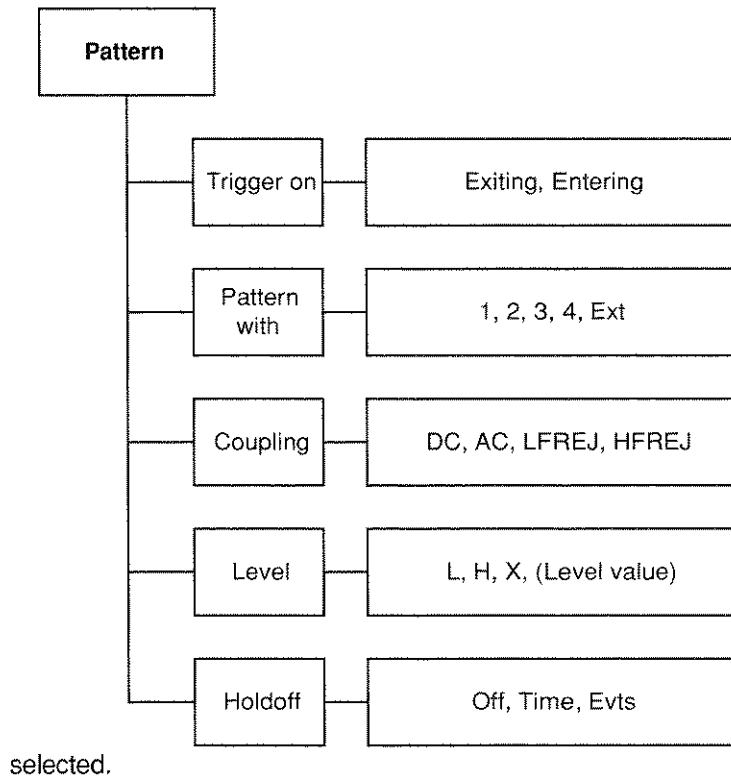 Pattern
Trigger on
Exiting, Entering
Pattern
with
1, 2, 3, 4, Ext
Coupling
DC, AC, LFREJ, HFREJ
Level
L, H, X, (Level value)
Holdoff
Off, Time, Evts
selected.